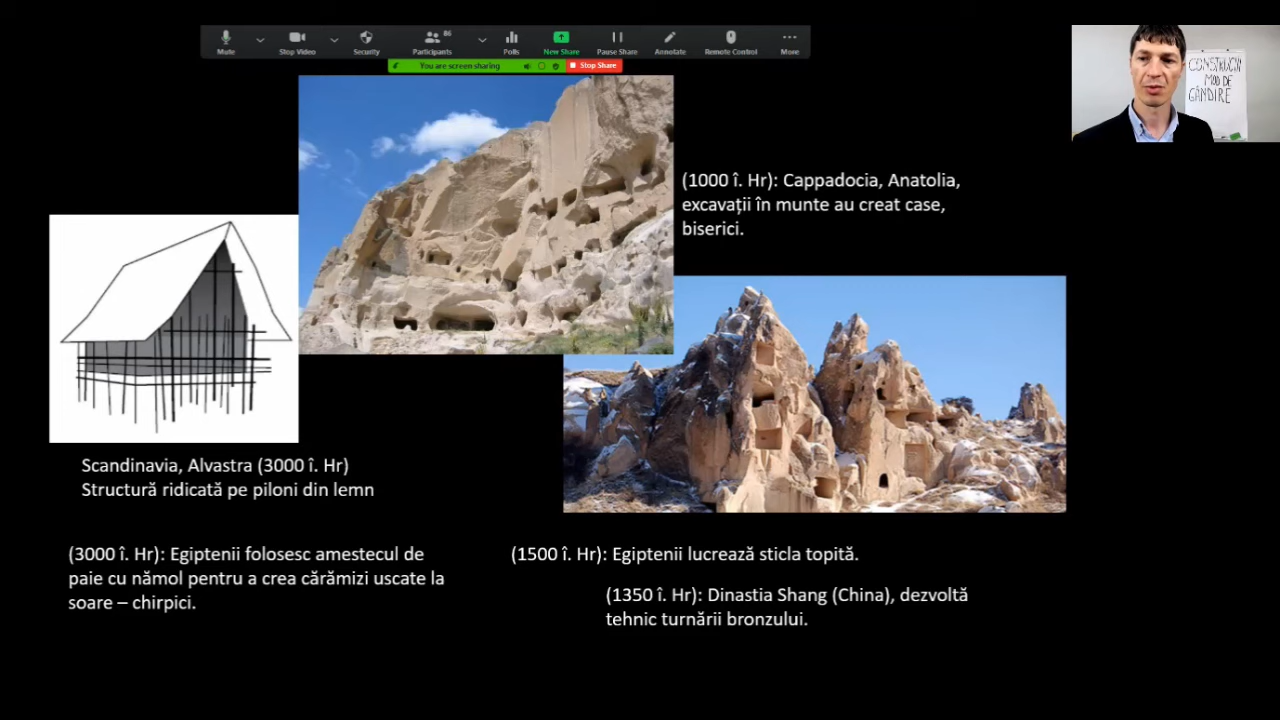 Mute
Stop Video
Security
Participants
86
Polls
New Share
Pause Share
Annotate
Remote Control
More
You are screen sharing
Stop Share
CONSTRUCȚII
MOD DE
GÂNDIRE
(1000 î. Hr): Cappadocia, Anatolia,
excavații în munte au creat case,
biserici.
Scandinavia, Alvastra (3000 î. Hr)
Structură ridicată pe piloni din lemn
(3000 î. Hr): Egiptenii folosesc amestecul de
paie cu nămol pentru a crea cărămizi uscate la
soare – chirpici.
(1500 î. Hr): Egiptenii lucrează sticla topită.
(1350 î. Hr): Dinastia Shang (China), dezvoltă
tehnic turnării bronzului.